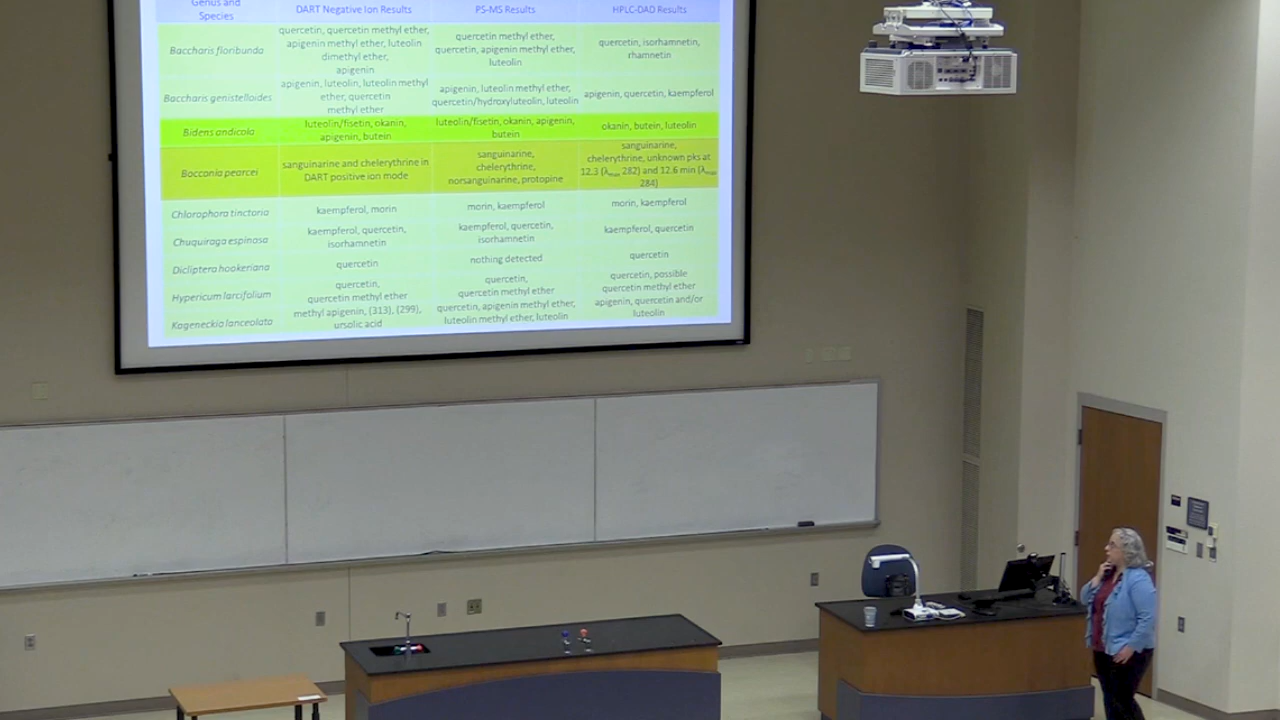 Genus and
Species
DART Negative Ion Results
PS-MS Results
HPLC-DAD Results
Baccharis floribunda
quercetin, quercetin methyl ether,
apigenin methyl ether, luteolin
dimethyl ether,
apigenin
quercetin methyl ether,
quercetin, apigenin methyl ether,
luteolin
quercetin, isorhamnetin,
rhamnetin
Baccharis genistelloides
apigenin, luteolin, luteolin methyl
ether, quercetin
methyl ether
apigenin, luteolin methyl ether,
quercetin/hydroxyluteolin, luteolin
apigenin, quercetin, kaempferol
Bidens andicola
luteolin/fisetin, okanin,
apigenin, butein
luteolin/fisetin, okanin, apigenin,
butein
okanin, butein, luteolin
Bocconia pearcei
sanguinarine and chelerythrine in
DART positive ion mode
sanguinarine,
chelerythrine,
norsanguinarine, protopine
sanguinarine,
chelerythrine, unknown pks at
12.3 (λmax 282) and 12.6 min (λmax
284)
Chlorophora tinctoria
kaempferol, morin
morin, kaempferol
morin, kaempferol
Chuquiraga espinosa
kaempferol, quercetin,
isorhamnetin
kaempferol, quercetin,
isorhamnetin
kaempferol, quercetin
Dicliptera hookeriana
quercetin
nothing detected
quercetin
Hypericum larcifolium
quercetin,
quercetin methyl ether
quercetin,
quercetin methyl ether
quercetin, possible
quercetin methyl ether
Kageneckia lanceolata
methyl apigenin, (313), (299),
ursolic acid
quercetin, apigenin methyl ether,
luteolin methyl ether, luteolin
apigenin, quercetin and/or
luteolin